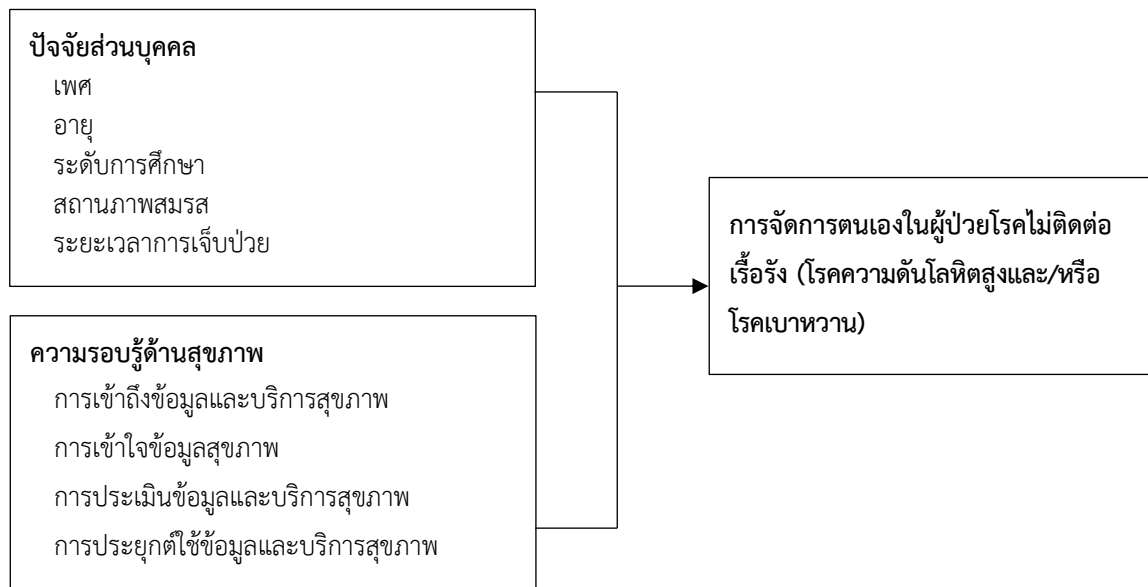 ปัจจัยส่วนบุคคล
เพศ
อายุ
ระดับการศึกษา
สถานภาพสมรส
ระยะเวลาการเจ็บป่วย
ความรอบรู้ด้านสุขภาพ
การเข้าถึงข้อมูลและบริการสุขภาพ
การเข้าใจข้อมูลสุขภาพ
การประเมินข้อมูลและบริการสุขภาพ
การประยุกต์ใช้ข้อมูลและบริการสุขภาพ
การจัดการตนเองในผู้ป่วยโรคไม่ติดต่อ
เรื้อรัง (โรคความดันโลหิตสูงและ/หรือ
โรคเบาหวาน)